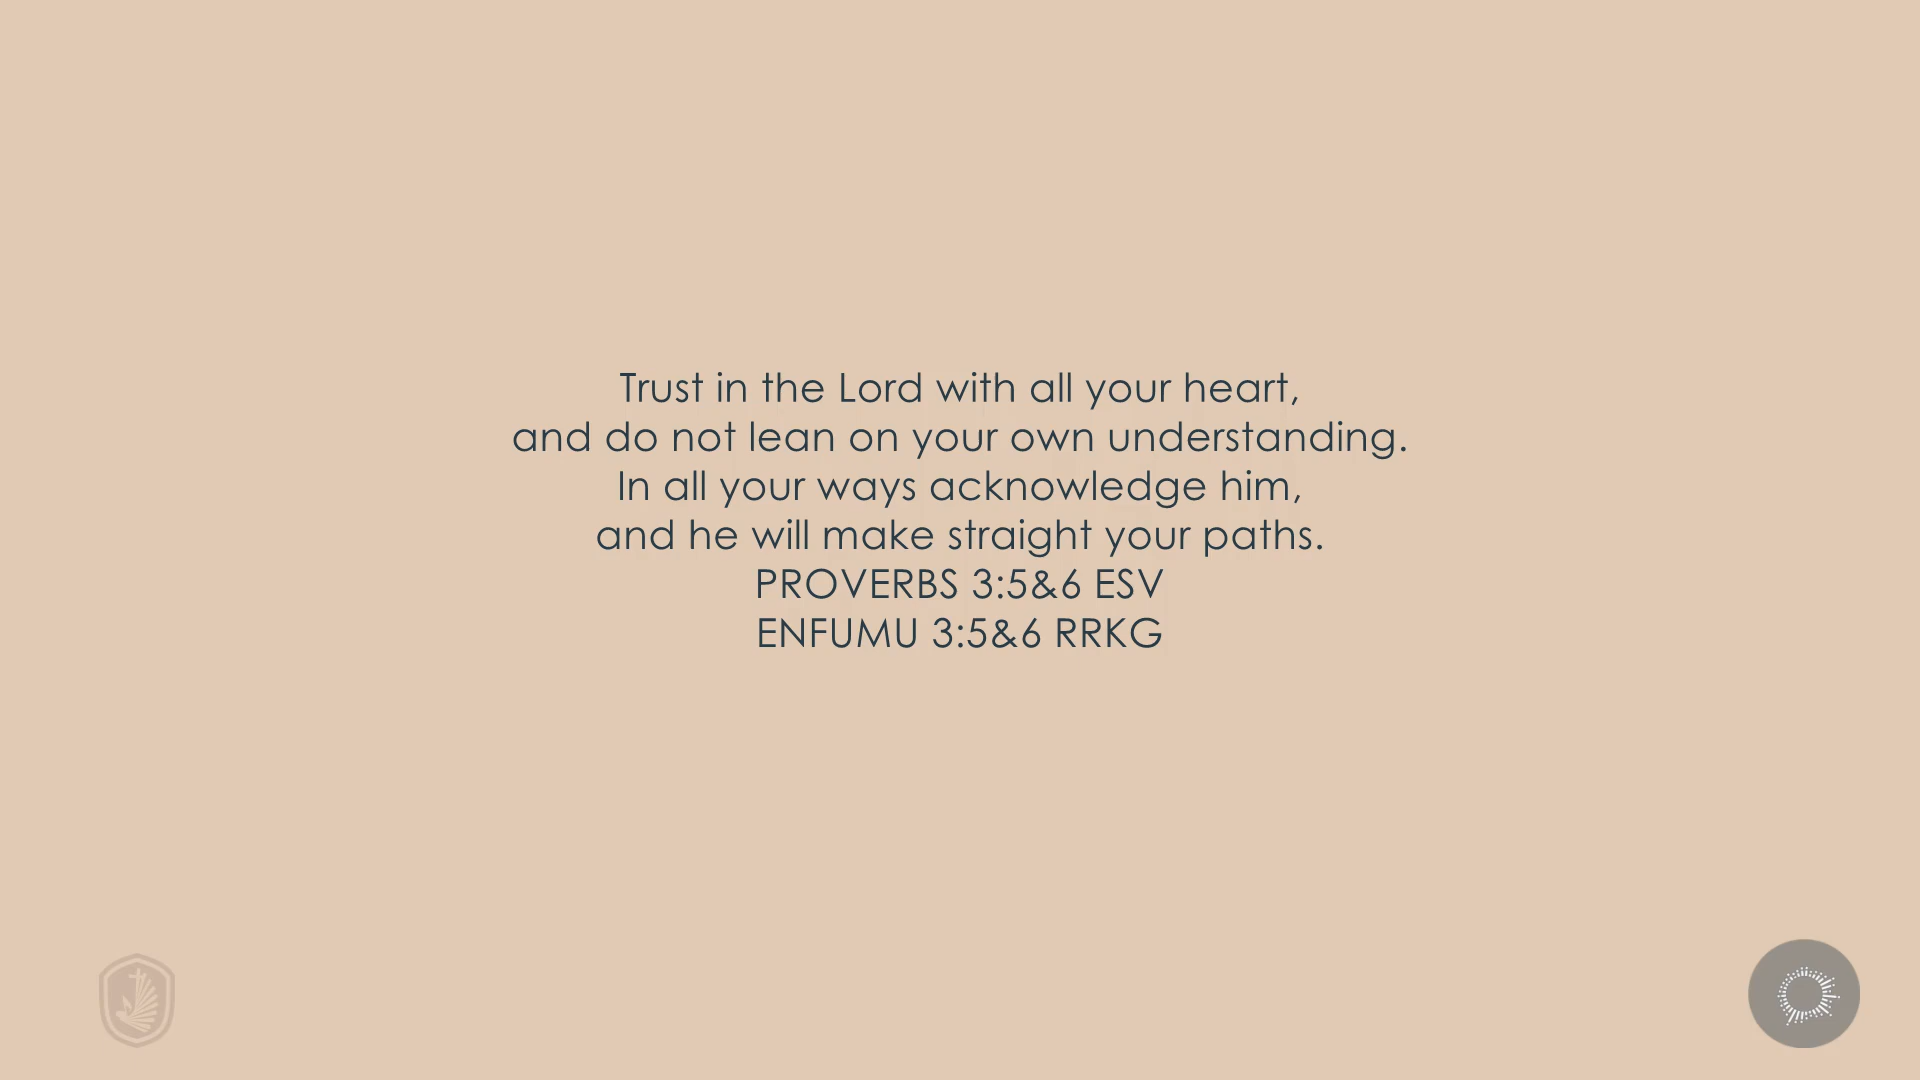 Trust in the Lord with all your heart,
and do not lean on your own understanding.
In all your ways acknowledge him,
and he will make straight your paths.
PROVERBS 3:5&6 ESV
ENFUMU 3:5&6 RRKG